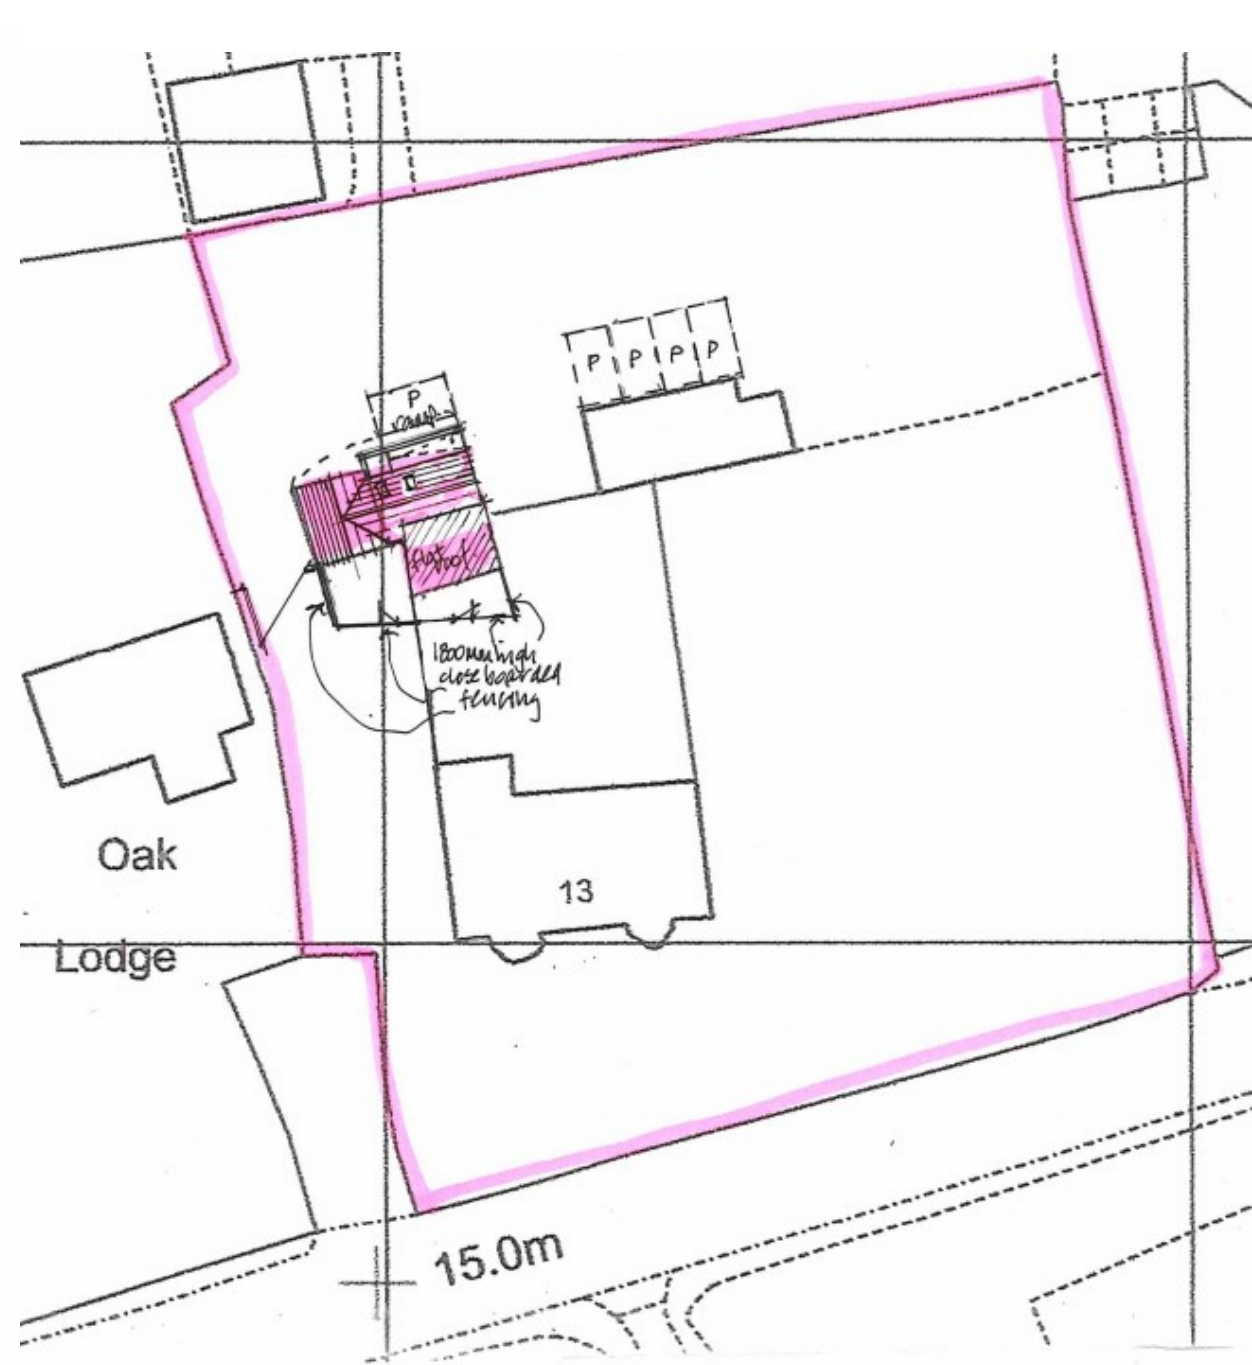 P P P P
P
ramp
flat roof
1800mm high
close boarded
fencing
Oak
13
Lodge
15.0m